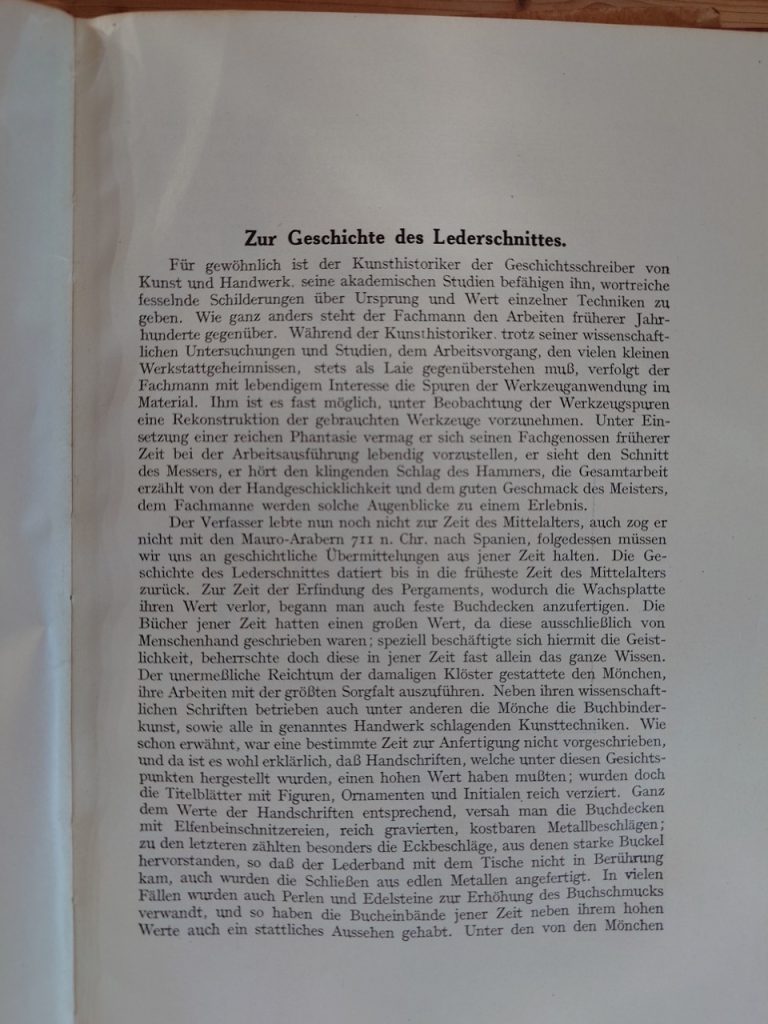 Zur Geschichte des Lederschnittes.
Für gewöhnlich ist der Kunsthistoriker der Geschichtsschreiber von
Kunst und Handwerk. seine akademischen Studien befähigen ihn, wortreiche
fesselnde Schilderungen über Ursprung und Wert einzelner Techniken zu
geben. Wie ganz anders steht der Fachmann den Arbeiten früherer Jahr-
hunderte gegenüber. Während der Kunsthistoriker. trotz seiner wissenschaft-
lichen Untersuchungen und Studien, dem Arbeitsvorgang, den vielen kleinen
Werkstattgeheimnissen, stets als Laie gegenüberstehen muß, verfolgt der
Fachmann mit lebendigem Interesse die Spuren der Werkzeuganwendung im
Material. Ihm ist es fast möglich, unter Beobachtung der Werkzeugspuren
eine Rekonstruktion der gebrauchten Werkzeuge vorzunehmen. Unter Ein-
setzung einer reichen Phantasie vermag er sich seinen Fachgenossen früherer
Zeit bei der Arbeitsausführung lebendig vorzustellen, er sieht den Schnitt
des Messers, er hört den klingenden Schlag des Hammers, die Gesamtarbeit
erzählt von der Handgeschicklichkeit und dem guten Geschmack des Meisters,
dem Fachmanne werden solche Augenblicke zu einem Erlebnis.
Der Verfasser lebte nun noch nicht zur Zeit des Mittelalters, auch zog er
nicht mit den Mauro-Arabern 711 n. Chr. nach Spanien, folgedessen müssen
wir uns an geschichtliche Übermittelungen aus jener Zeit halten. Die Ge-
schichte des Lederschnittes datiert bis in die früheste Zeit des Mittelalters
zurück. Zur Zeit der Erfindung des Pergaments, wodurch die Wachsplatte
ihren Wert verlor, begann man auch feste Buchdecken anzufertigen. Die
Bücher jener Zeit hatten einen großen Wert, da diese ausschließlich von
Menschenhand geschrieben waren; speziell beschäftigte sich hiermit die Geist-
lichkeit, beherrschte doch diese in jener Zeit fast allein das ganze Wissen.
Der unermeßliche Reichtum der damaligen Klöster gestattete den Mönchen,
ihre Arbeiten mit der größten Sorgfalt auszuführen. Neben ihren wissenschaft-
lichen Schriften betrieben auch unter anderen die Mönche die Buchbinder-
kunst, sowie alle in genanntes Handwerk schlagenden Kunsttechniken. Wie
schon erwähnt, war eine bestimmte Zeit zur Anfertigung nicht vorgeschrieben,
und da ist es wohl erklärlich, daß Handschriften, welche unter diesen Gesichts-
punkten hergestellt wurden, einen hohen Wert haben mußten; wurden doch
die Titelblätter mit Figuren, Ornamenten und Initialen reich verziert. Ganz
dem Werte der Handschriften entsprechend, versah man die Buchdecken
mit Elfenbeinschnitzereien, reich gravierten, kostbaren Metallbeschlägen;
zu den letzteren zählten besonders die Eckbeschläge, aus denen starke Buckel
hervorstanden, so daß der Lederband mit dem Tische nicht in Berührung
kam, auch wurden die Schließen aus edlen Metallen angefertigt. In vielen
Fällen wurden auch Perlen und Edelsteine zur Erhöhung des Buchschmucks
verwandt, und so haben die Bucheinbände jener Zeit neben ihrem hohen
Werte auch ein stattliches Aussehen gehabt. Unter den von den Mönchen